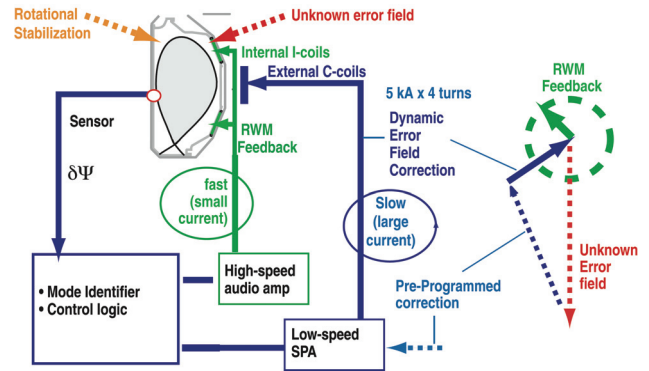 Rotational
Stabilization
Unknown error field
Internal I-coils
External C-coils
RWM
Feedback
5 kA x 4 turns
Dynamic
Error
Field
Correction
Sensor
RWM
Feedback
δΨ
fast
(small
current)
Slow
(large
current)
Unknown
Error
field
• Mode Identifier
• Control logic
High-speed
audio amp
Pre-Programmed
correction
Low-speed
SPA